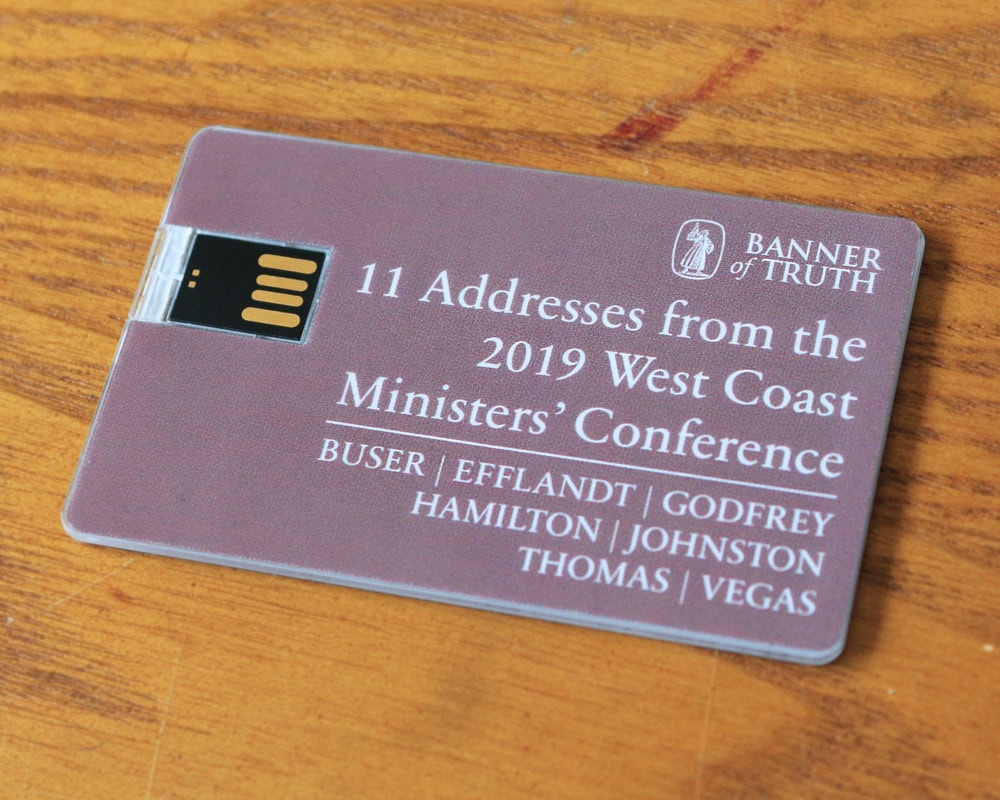 BANNER
of TRUTH
11 Addresses from the
2019 West Coast
Ministers’ Conference
BUSER | EFFLANDT | GODFREY
HAMILTON | JOHNSTON
THOMAS | VEGAS